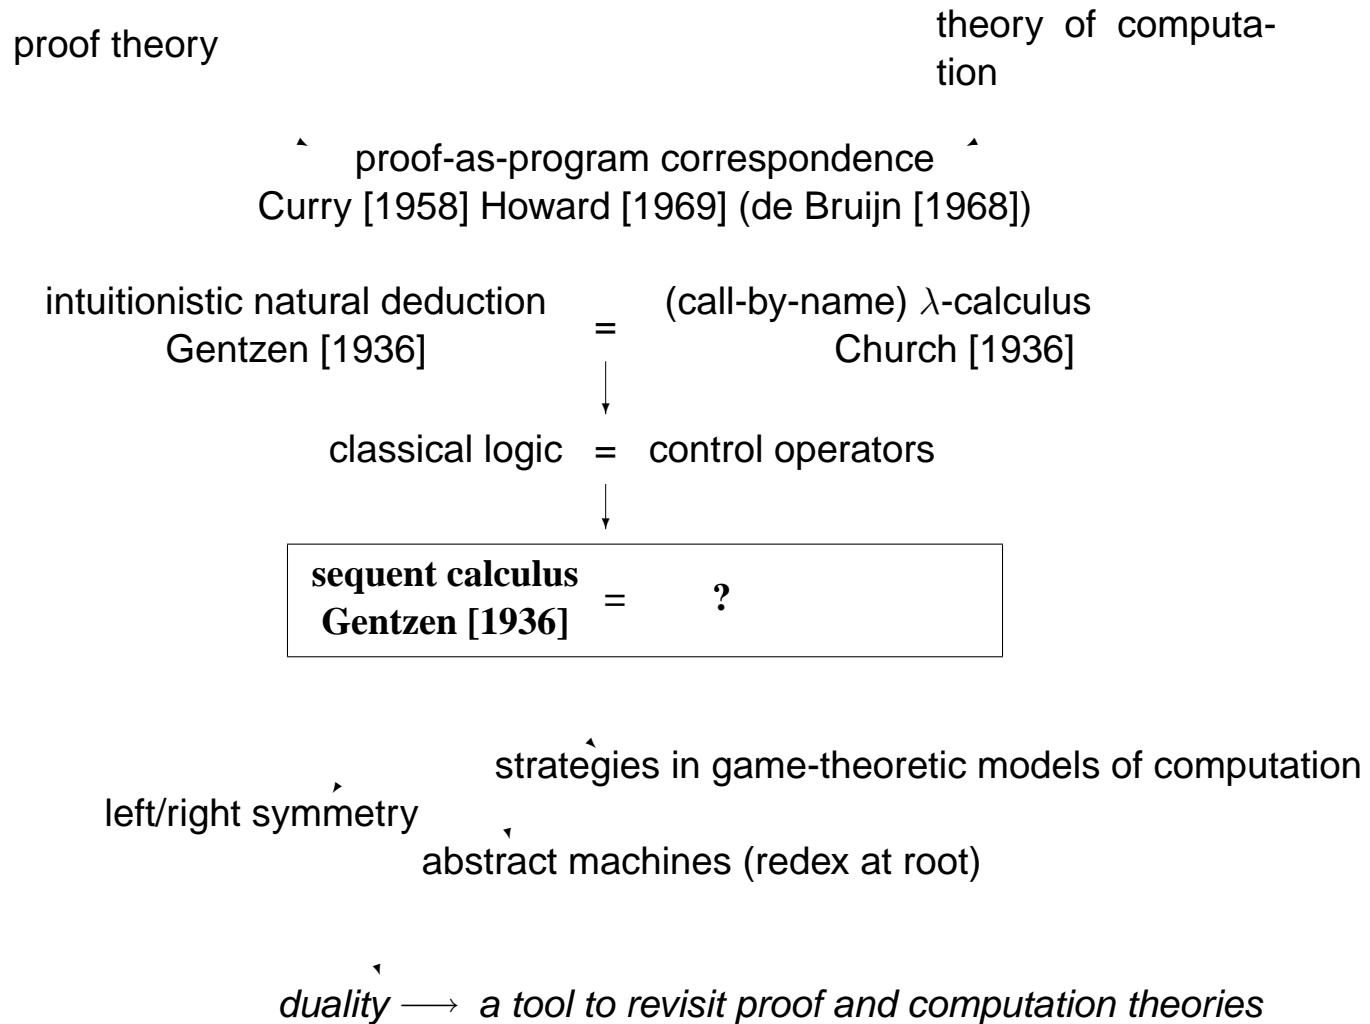 proof theory
theory of computa-
tion
proof-as-program correspondence
Curry [1958] Howard [1969] (de Bruijn [1968])
intuitionistic natural deduction
Gentzen [1936]
=
(call-by-name) λ-calculus
Church [1936]
classical logic = control operators
sequent calculus
Gentzen [1936]
= ?
strategies in game-theoretic models of computation
left/right symmetry
abstract machines (redex at root)
duality ⟶ a tool to revisit proof and computation theories